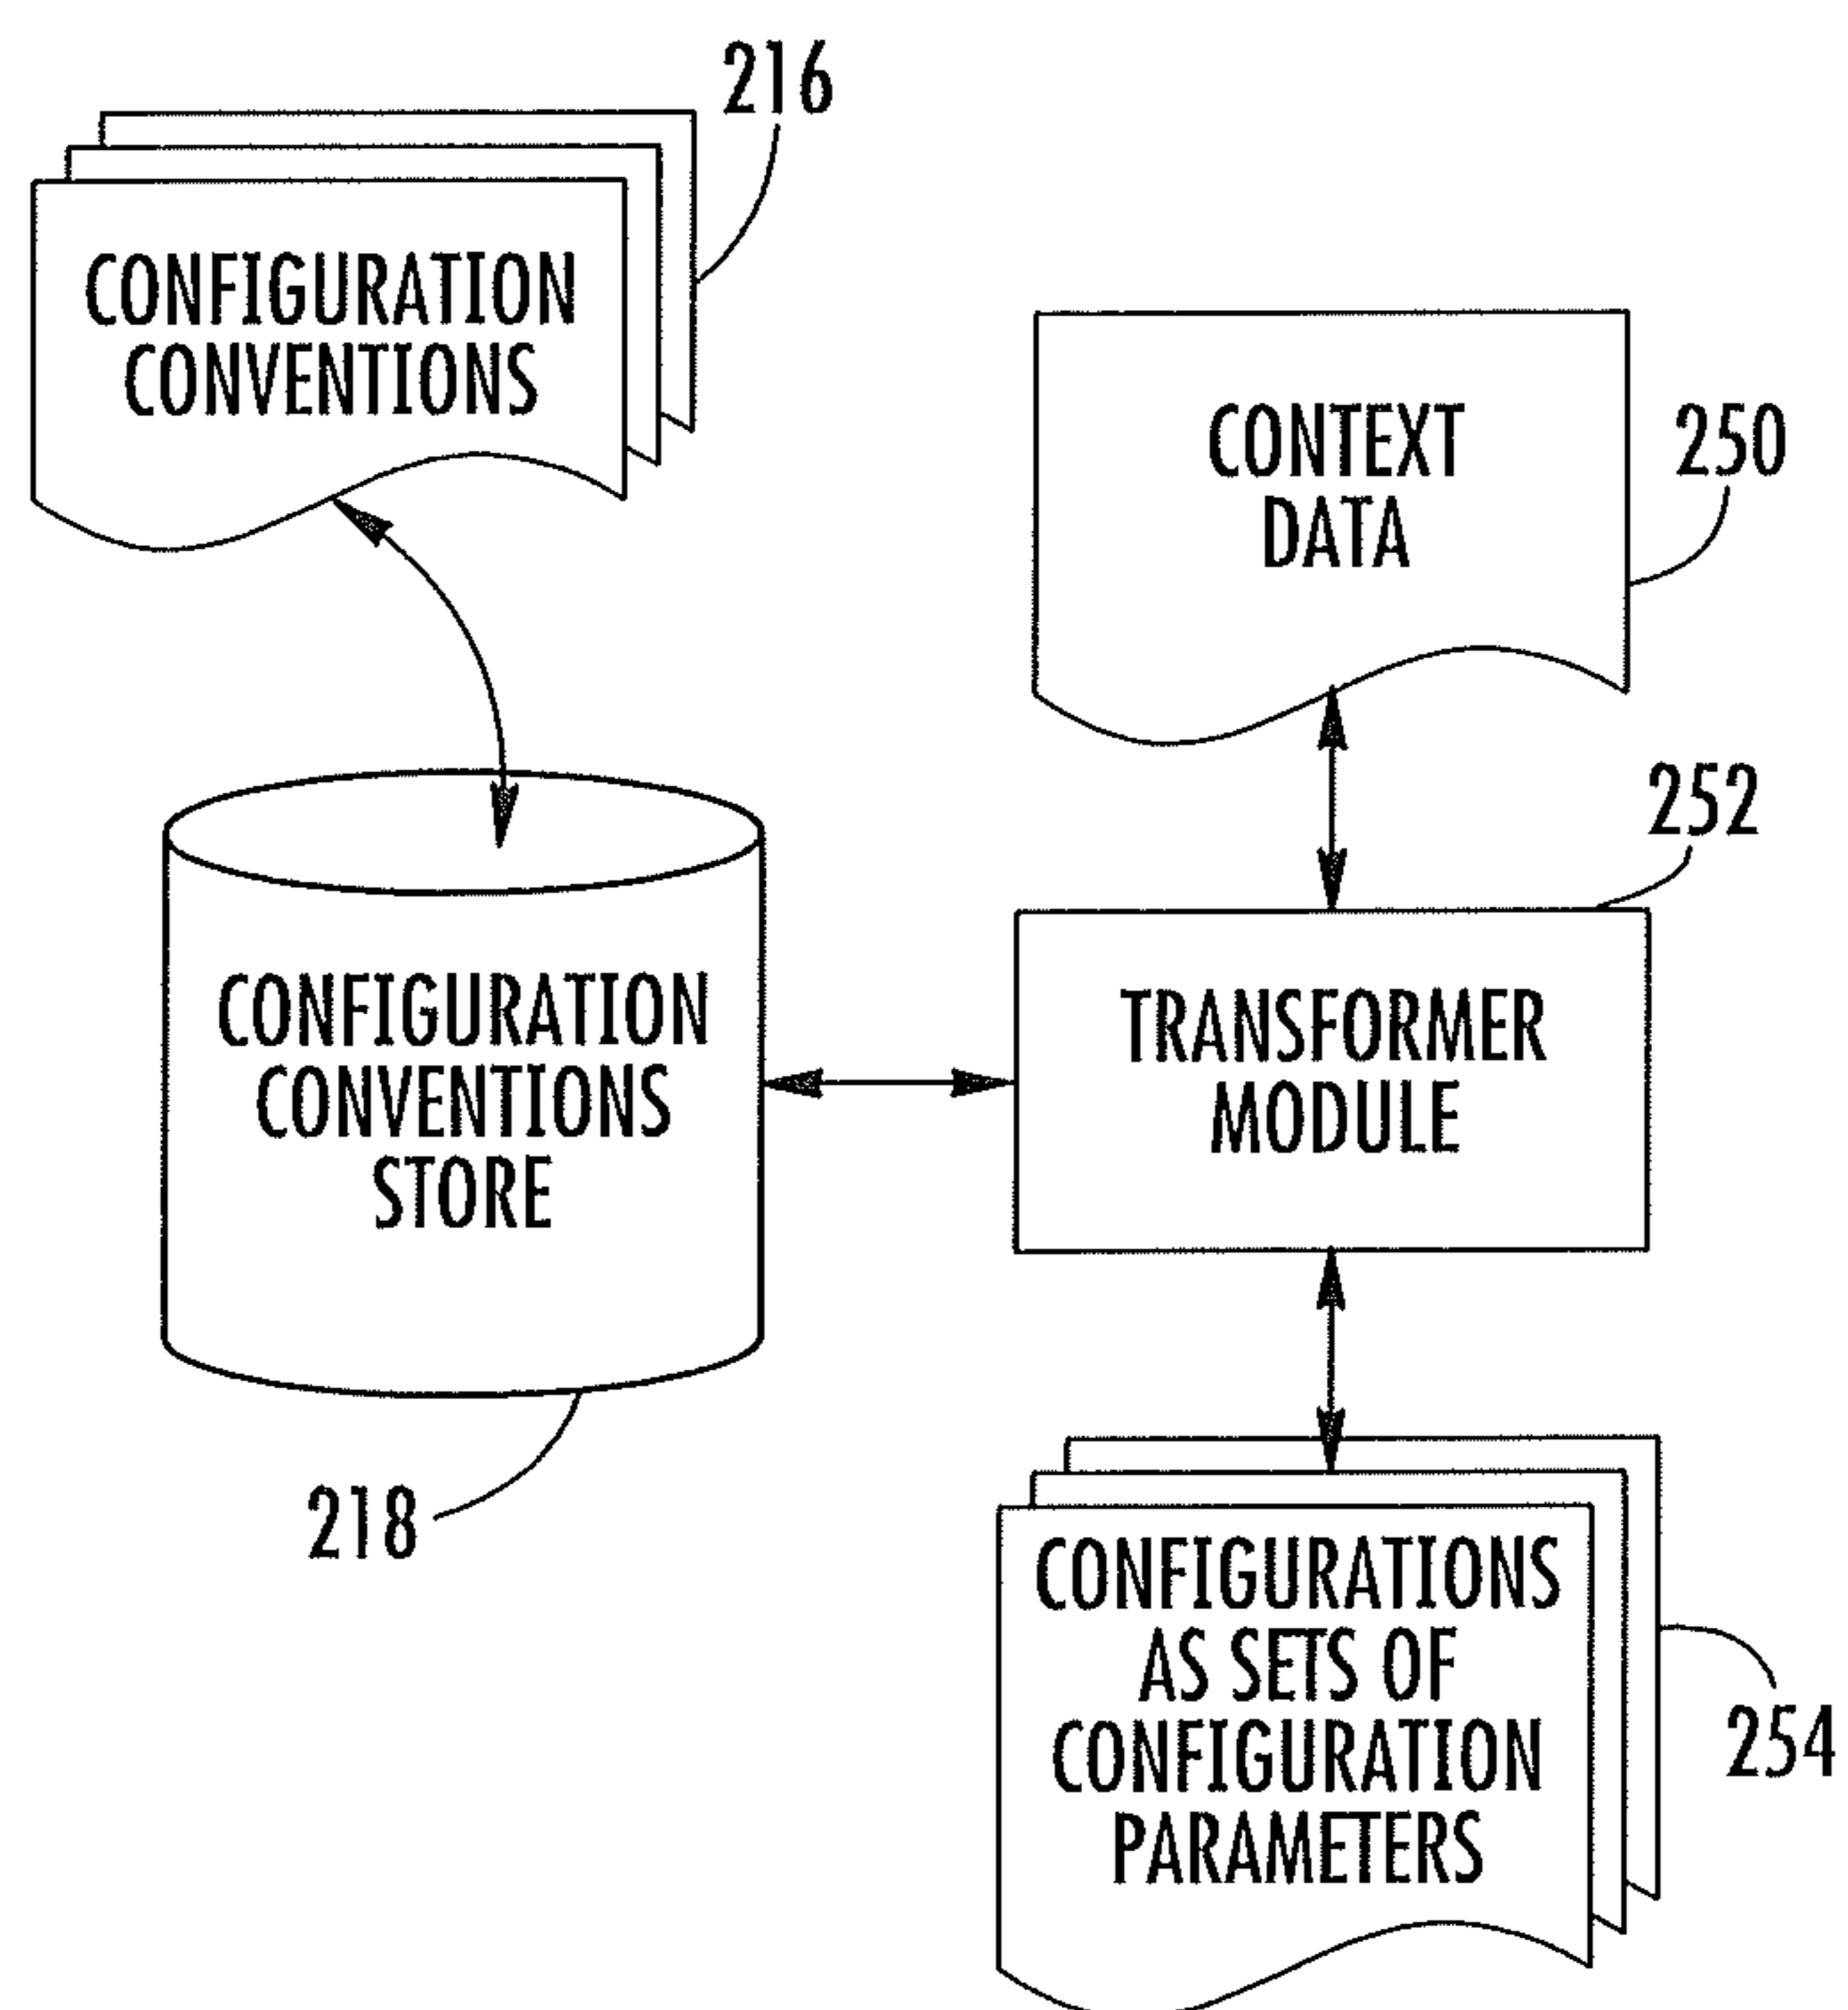 216
CONFIGURATION
CONVENTIONS
CONTEXT
DATA
250
252
CONFIGURATION
CONVENTIONS
STORE
TRANSFORMER
MODULE
218
CONFIGURATIONS
AS SETS OF
CONFIGURATION
PARAMETERS
254